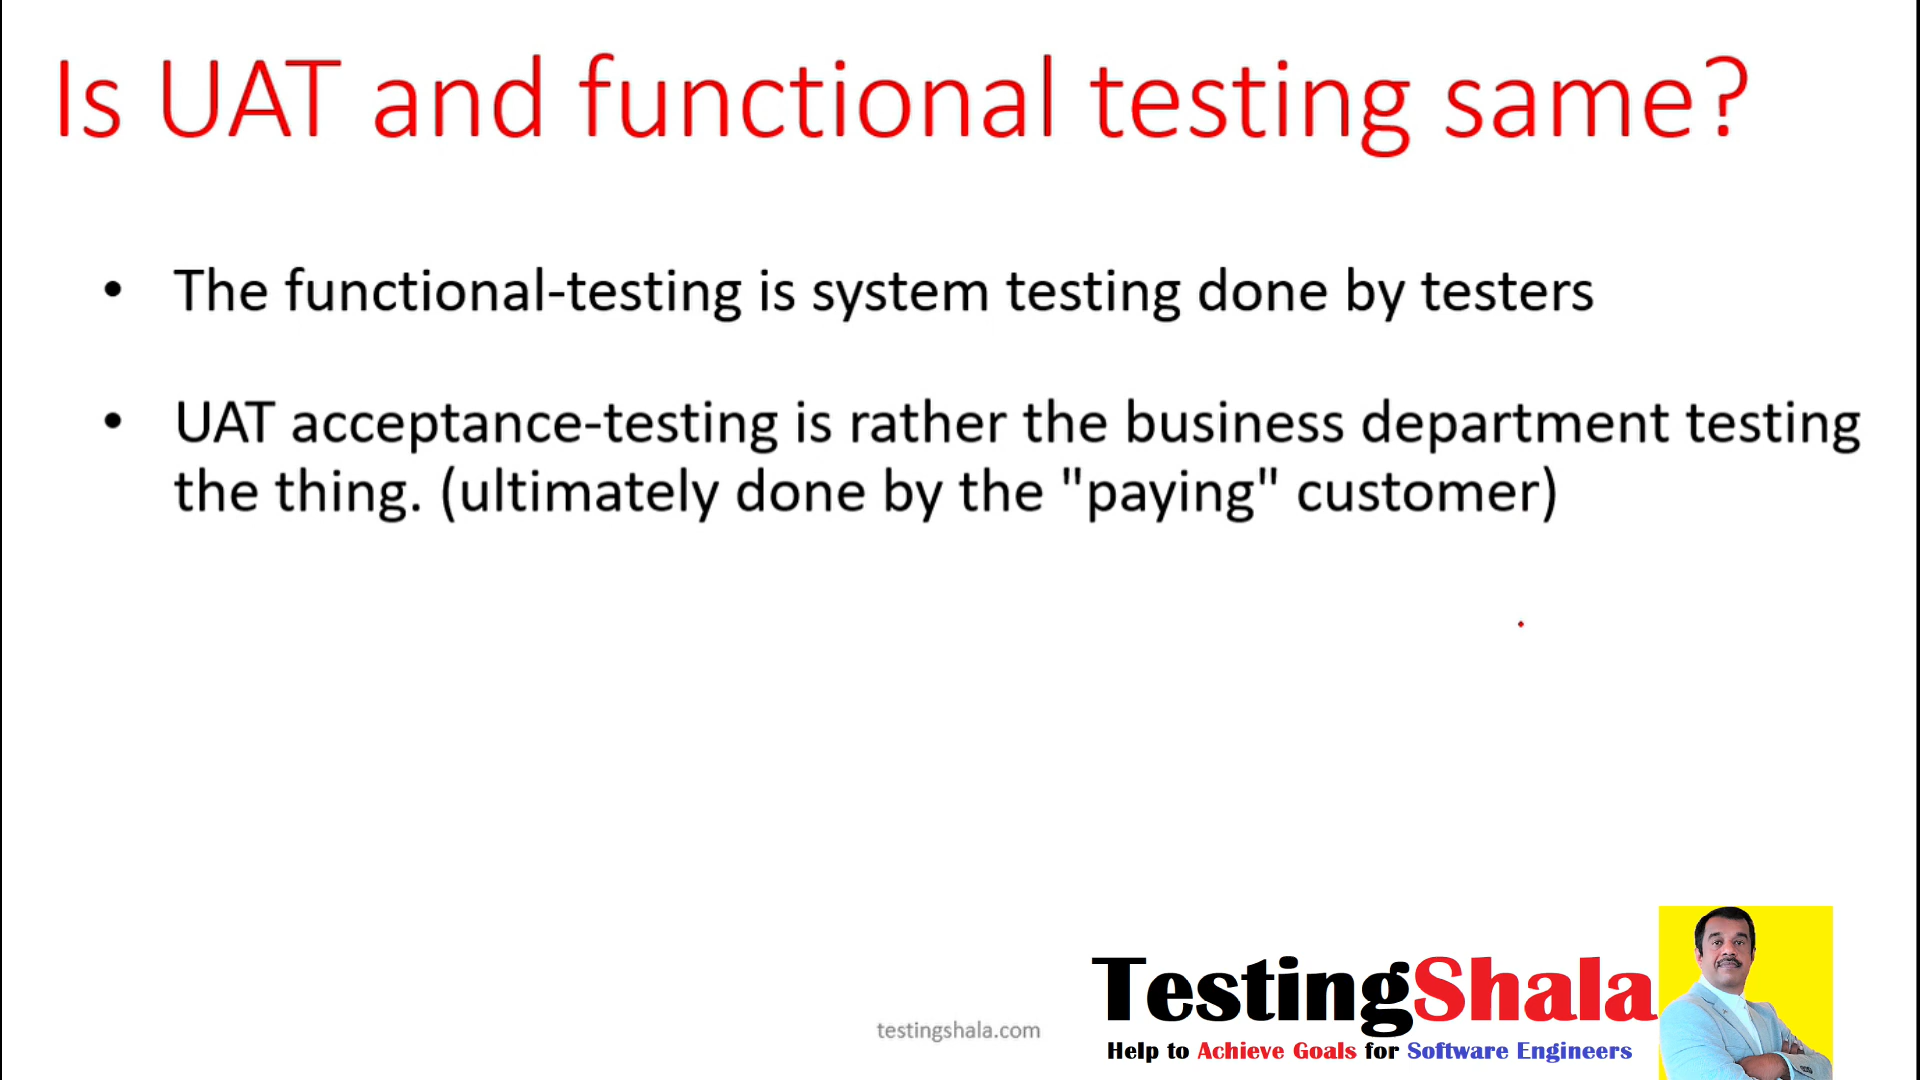 Is UAT and functional testing same?
• The functional-testing is system testing done by testers
• UAT acceptance-testing is rather the business department testing
the thing. (ultimately done by the "paying" customer)
testingshala.com
TestingShala
Help to Achieve Goals for Software Engineers